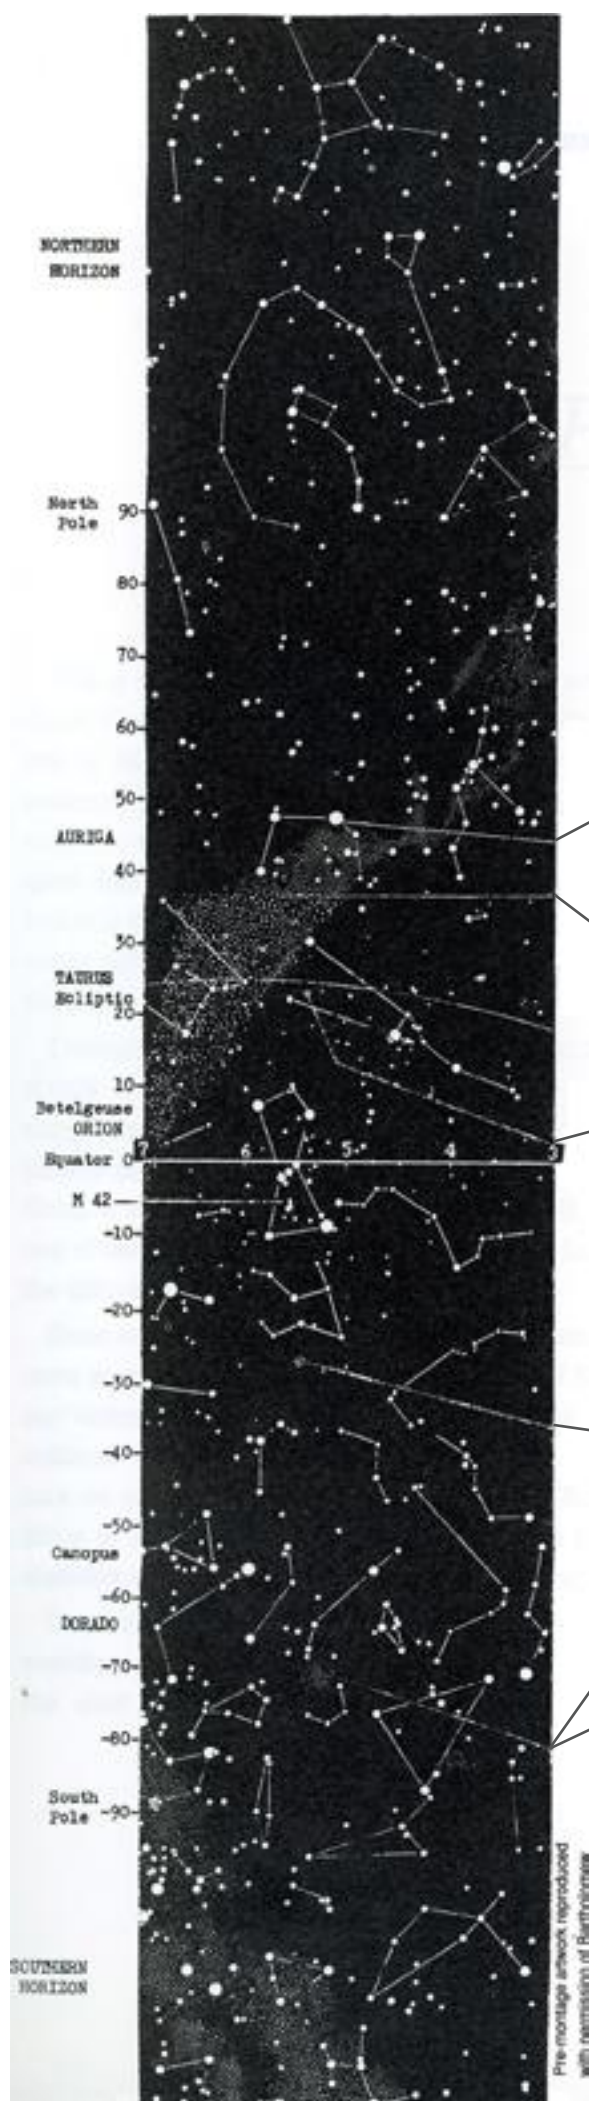 NORTHERN
HORIZON
North
Pole
90
80
70
60
50
AURIGA
40
30
TAURUS
Ecliptic
20
10
Betelgeuse
ORION
7 6 5 4 3
Equator 0
M 42
-10
-20
-30
-40
-50
Canopus
-60
DORADO
-70
-80
South
Pole
-90
SOUTHERN
HORIZON
Pre-montage artwork reproduced
with permission of Bartholomew